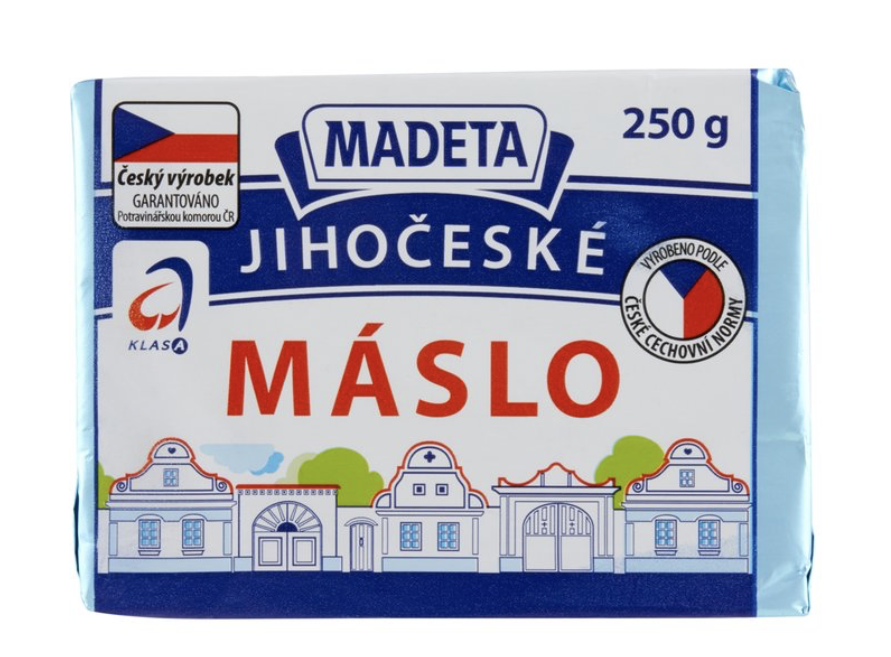 MADETA
250 g
Český výrobek
GARANTOVÁNO
Potravinářskou komorou ČR
JIHOČESKÉ
VYROBENO PODLE
ČESKÉ CECHOVNÍ NORMY
KLASA
MÁSLO